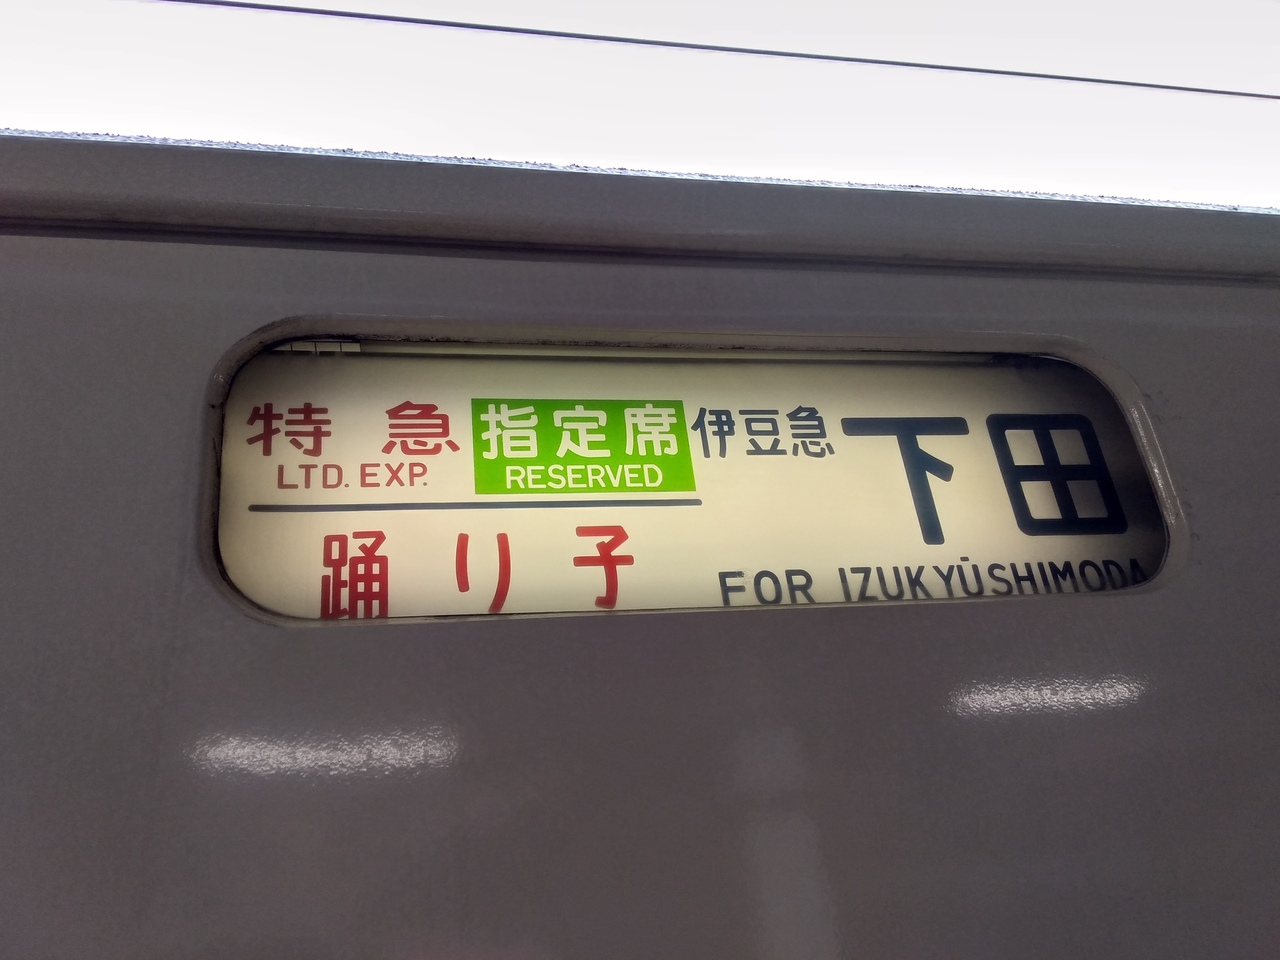 特急 指定席 伊豆急下田
LTD. EXP. RESERVED
踊り子 FOR IZUKYŪSHIMODA